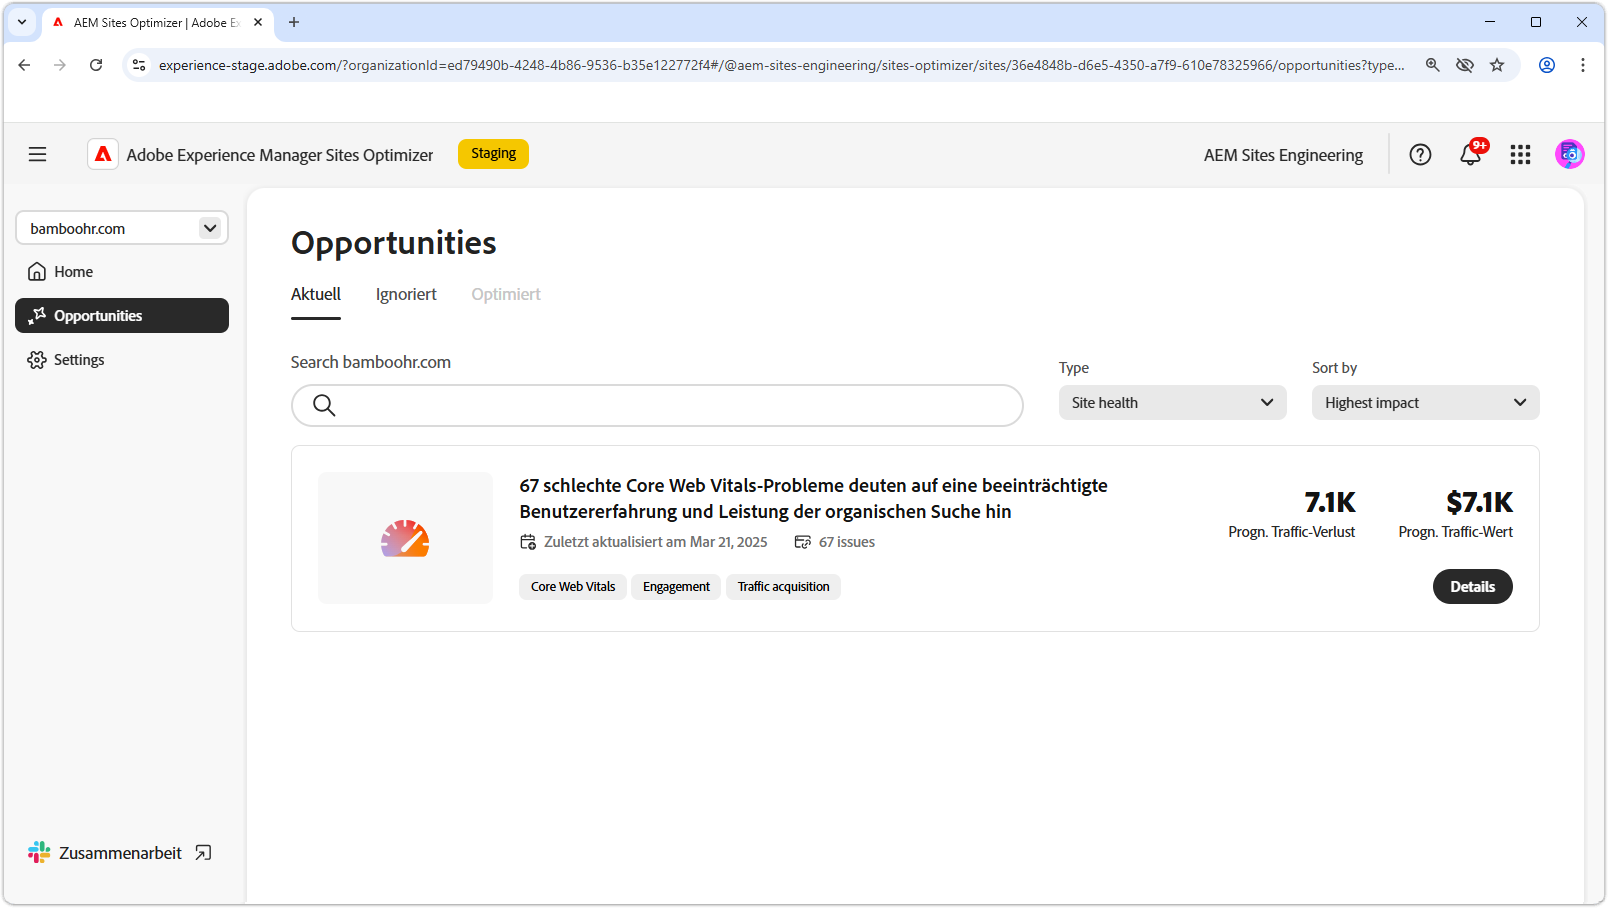 AEM Sites Optimizer | Adobe E
experience-stage.adobe.com/?organizationId=ed79490b-4248-4b86-9536-b35e122772f4#/@aem-sites-engineering/sites-optimizer/sites/36e4848b-d6e5-4350-a7f9-610e78325966/opportunities?type...
Adobe Experience Manager Sites Optimizer
Staging
AEM Sites Engineering
9+
bamboohr.com
Home
Opportunities
Settings
Zusammenarbeit
Opportunities
Aktuell
Ignoriert
Optimiert
Search bamboohr.com
Type
Site health
Sort by
Highest impact
67 schlechte Core Web Vitals-Probleme deuten auf eine beeinträchtigte
Benutzererfahrung und Leistung der organischen Suche hin
Zuletzt aktualisiert am Mar 21, 2025
67 issues
Core Web Vitals
Engagement
Traffic acquisition
7.1K
Progn. Traffic-Verlust
$7.1K
Progn. Traffic-Wert
Details